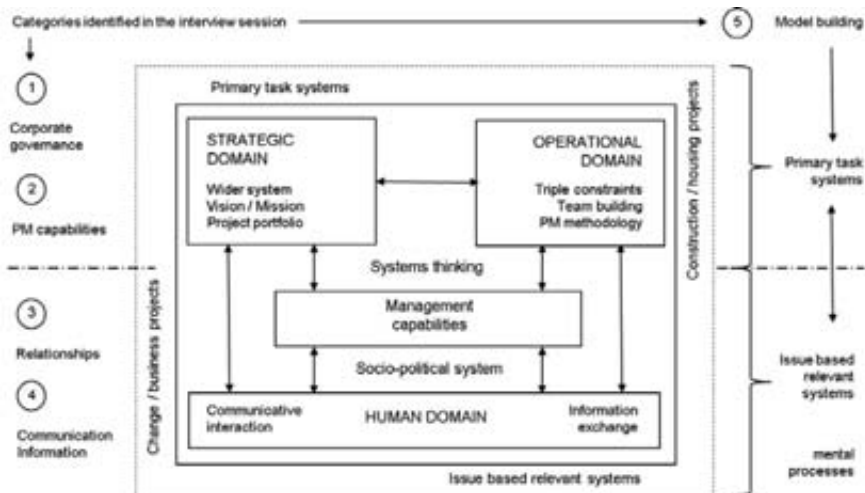 Categories identified in the interview session
5
Model building
1
Corporate
governance
2
PM capabilities
3
Relationships
4
Communication
Information
Change / business projects
Primary task systems
STRATEGIC
DOMAIN
Wider system
Vision / Mission
Project portfolio
OPERATIONAL
DOMAIN
Triple constraints
Team building
PM methodology
Systems thinking
Management
capabilities
Socio-political system
Communicative
interaction
HUMAN DOMAIN
Information
exchange
Issue based relevant systems
Construction / housing projects
Primary task
systems
Issue based
relevant
systems
mental
processes